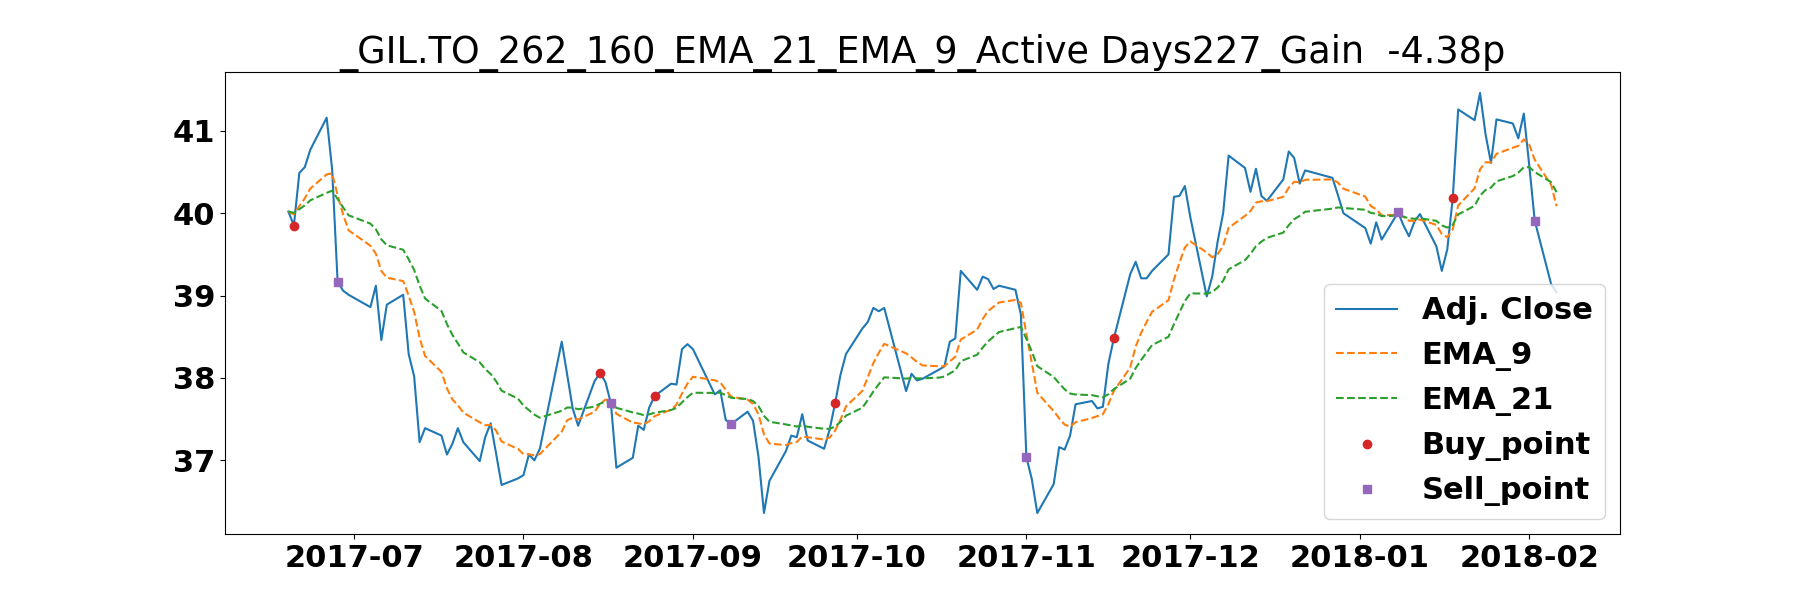 _GIL.TO_262_160_EMA_21_EMA_9_Active Days227_Gain  -4.38p
41
40
39
38
37
Adj. Close
EMA_9
EMA_21
Buy_point
Sell_point
2017-07 2017-08 2017-09 2017-10 2017-11 2017-12 2018-01 2018-02